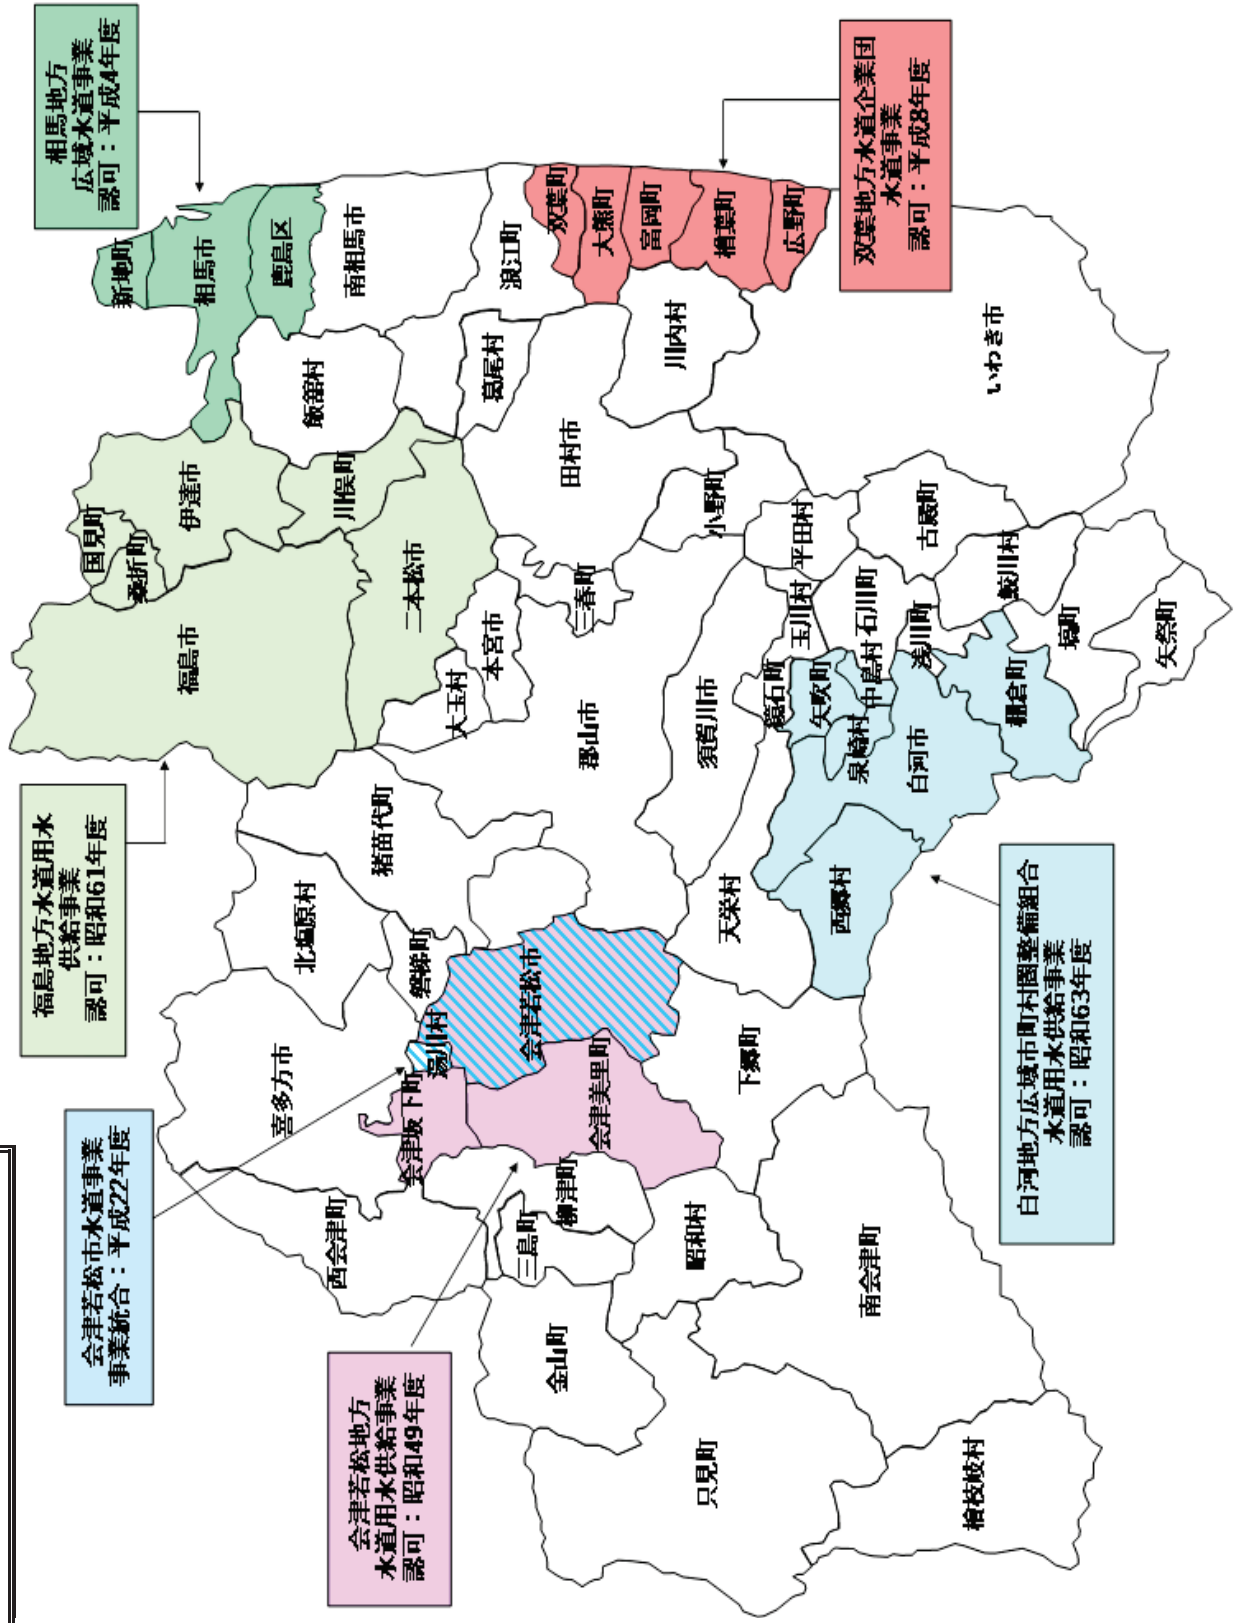 会津若松市水道事業
事業統合：平成22年度
福島地方水道用水
供給事業
認可：昭和61年度
相馬地方
広域水道事業
認可：平成4年度
会津若松地方
水道用水供給事業
認可：昭和49年度
双葉地方水道企業団
水道事業
認可：平成8年度
白河地方広域市町村圏整備組合
水道用水供給事業
認可：昭和63年度
新地町
相馬市
鹿島区
南相馬市
飯舘村
浪江町
葛尾村
双葉町
大熊町
富岡町
楢葉町
広野町
川内村
いわき市
田村市
小野町
三春町
国見町
桑折町
伊達市
川俣町
福島市
二本松市
大玉村
本宮市
郡山市
須賀川市
鏡石町
天栄村
玉川村
平田村
石川町
古殿町
浅川町
鮫川村
塙町
矢祭町
棚倉町
矢吹町
中島村
泉崎村
白河市
西郷村
猪苗代町
北塩原村
磐梯町
喜多方市
湯川村
会津若松市
会津坂下町
会津美里町
西会津町
柳津町
三島町
金山町
昭和村
下郷町
只見町
南会津町
檜枝岐村